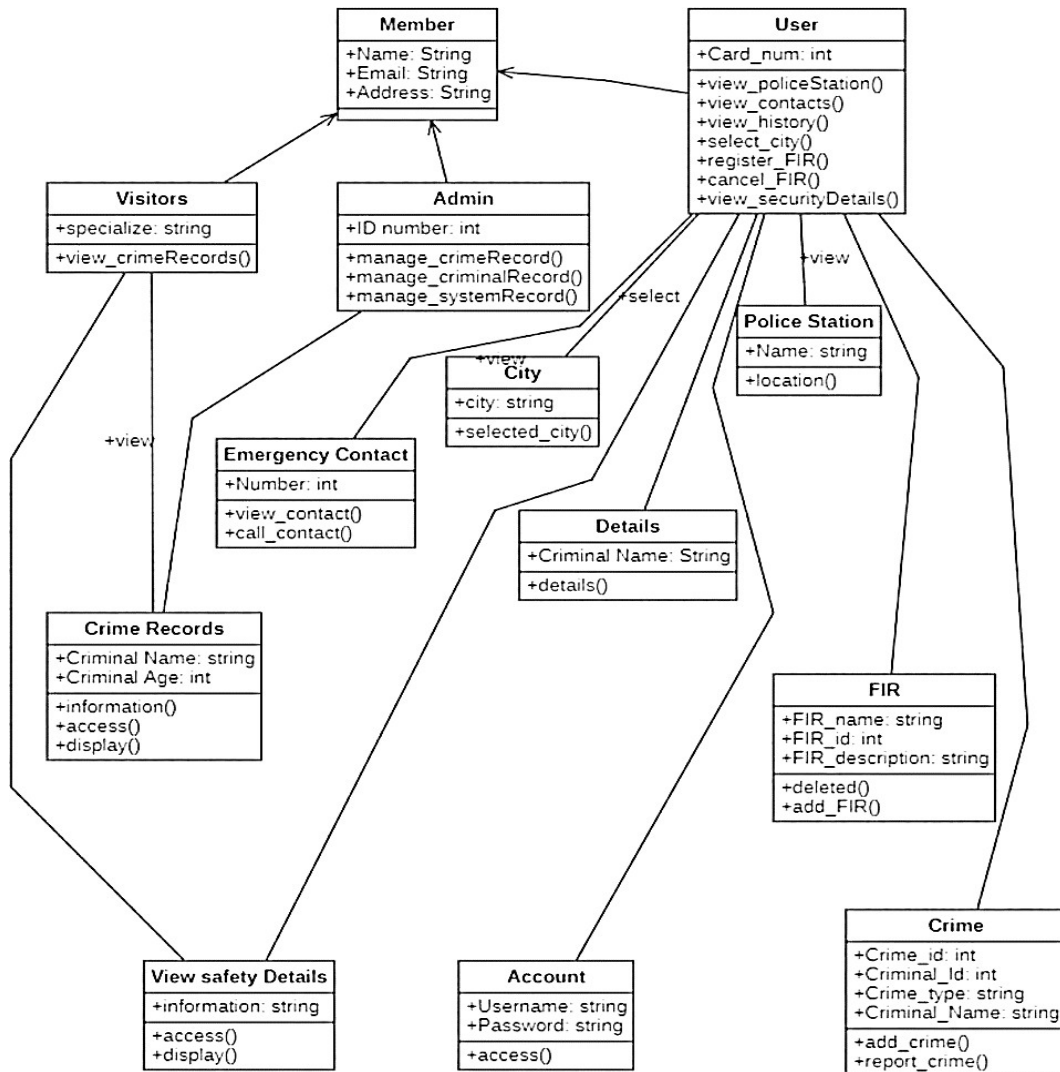 Member
+Name: String
+Email: String
+Address: String
User
+Card_num: int
+view_policeStation()
+view_contacts()
+view_history()
+select_city()
+register_FIR()
+cancel_FIR()
+view_securityDetails()
Visitors
+specialize: string
+view_crimeRecords()
Admin
+ID number: int
+manage_crimeRecord()
+manage_criminalRecord()
+manage_systemRecord()
+view
+select
Police Station
+Name: string
+location()
+view
City
+city: string
+selected_city()
+view
Emergency Contact
+Number: int
+view_contact()
+call_contact()
Details
+Criminal Name: String
+details()
Crime Records
+Criminal Name: string
+Criminal Age: int
+information()
+access()
+display()
FIR
+FIR_name: string
+FIR_id: int
+FIR_description: string
+deleted()
+add_FIR()
View safety Details
+information: string
+access()
+display()
Account
+Username: string
+Password: string
+access()
Crime
+Crime_id: int
+Criminal_Id: int
+Crime_type: string
+Criminal_Name: string
+add_crime()
+report_crime()